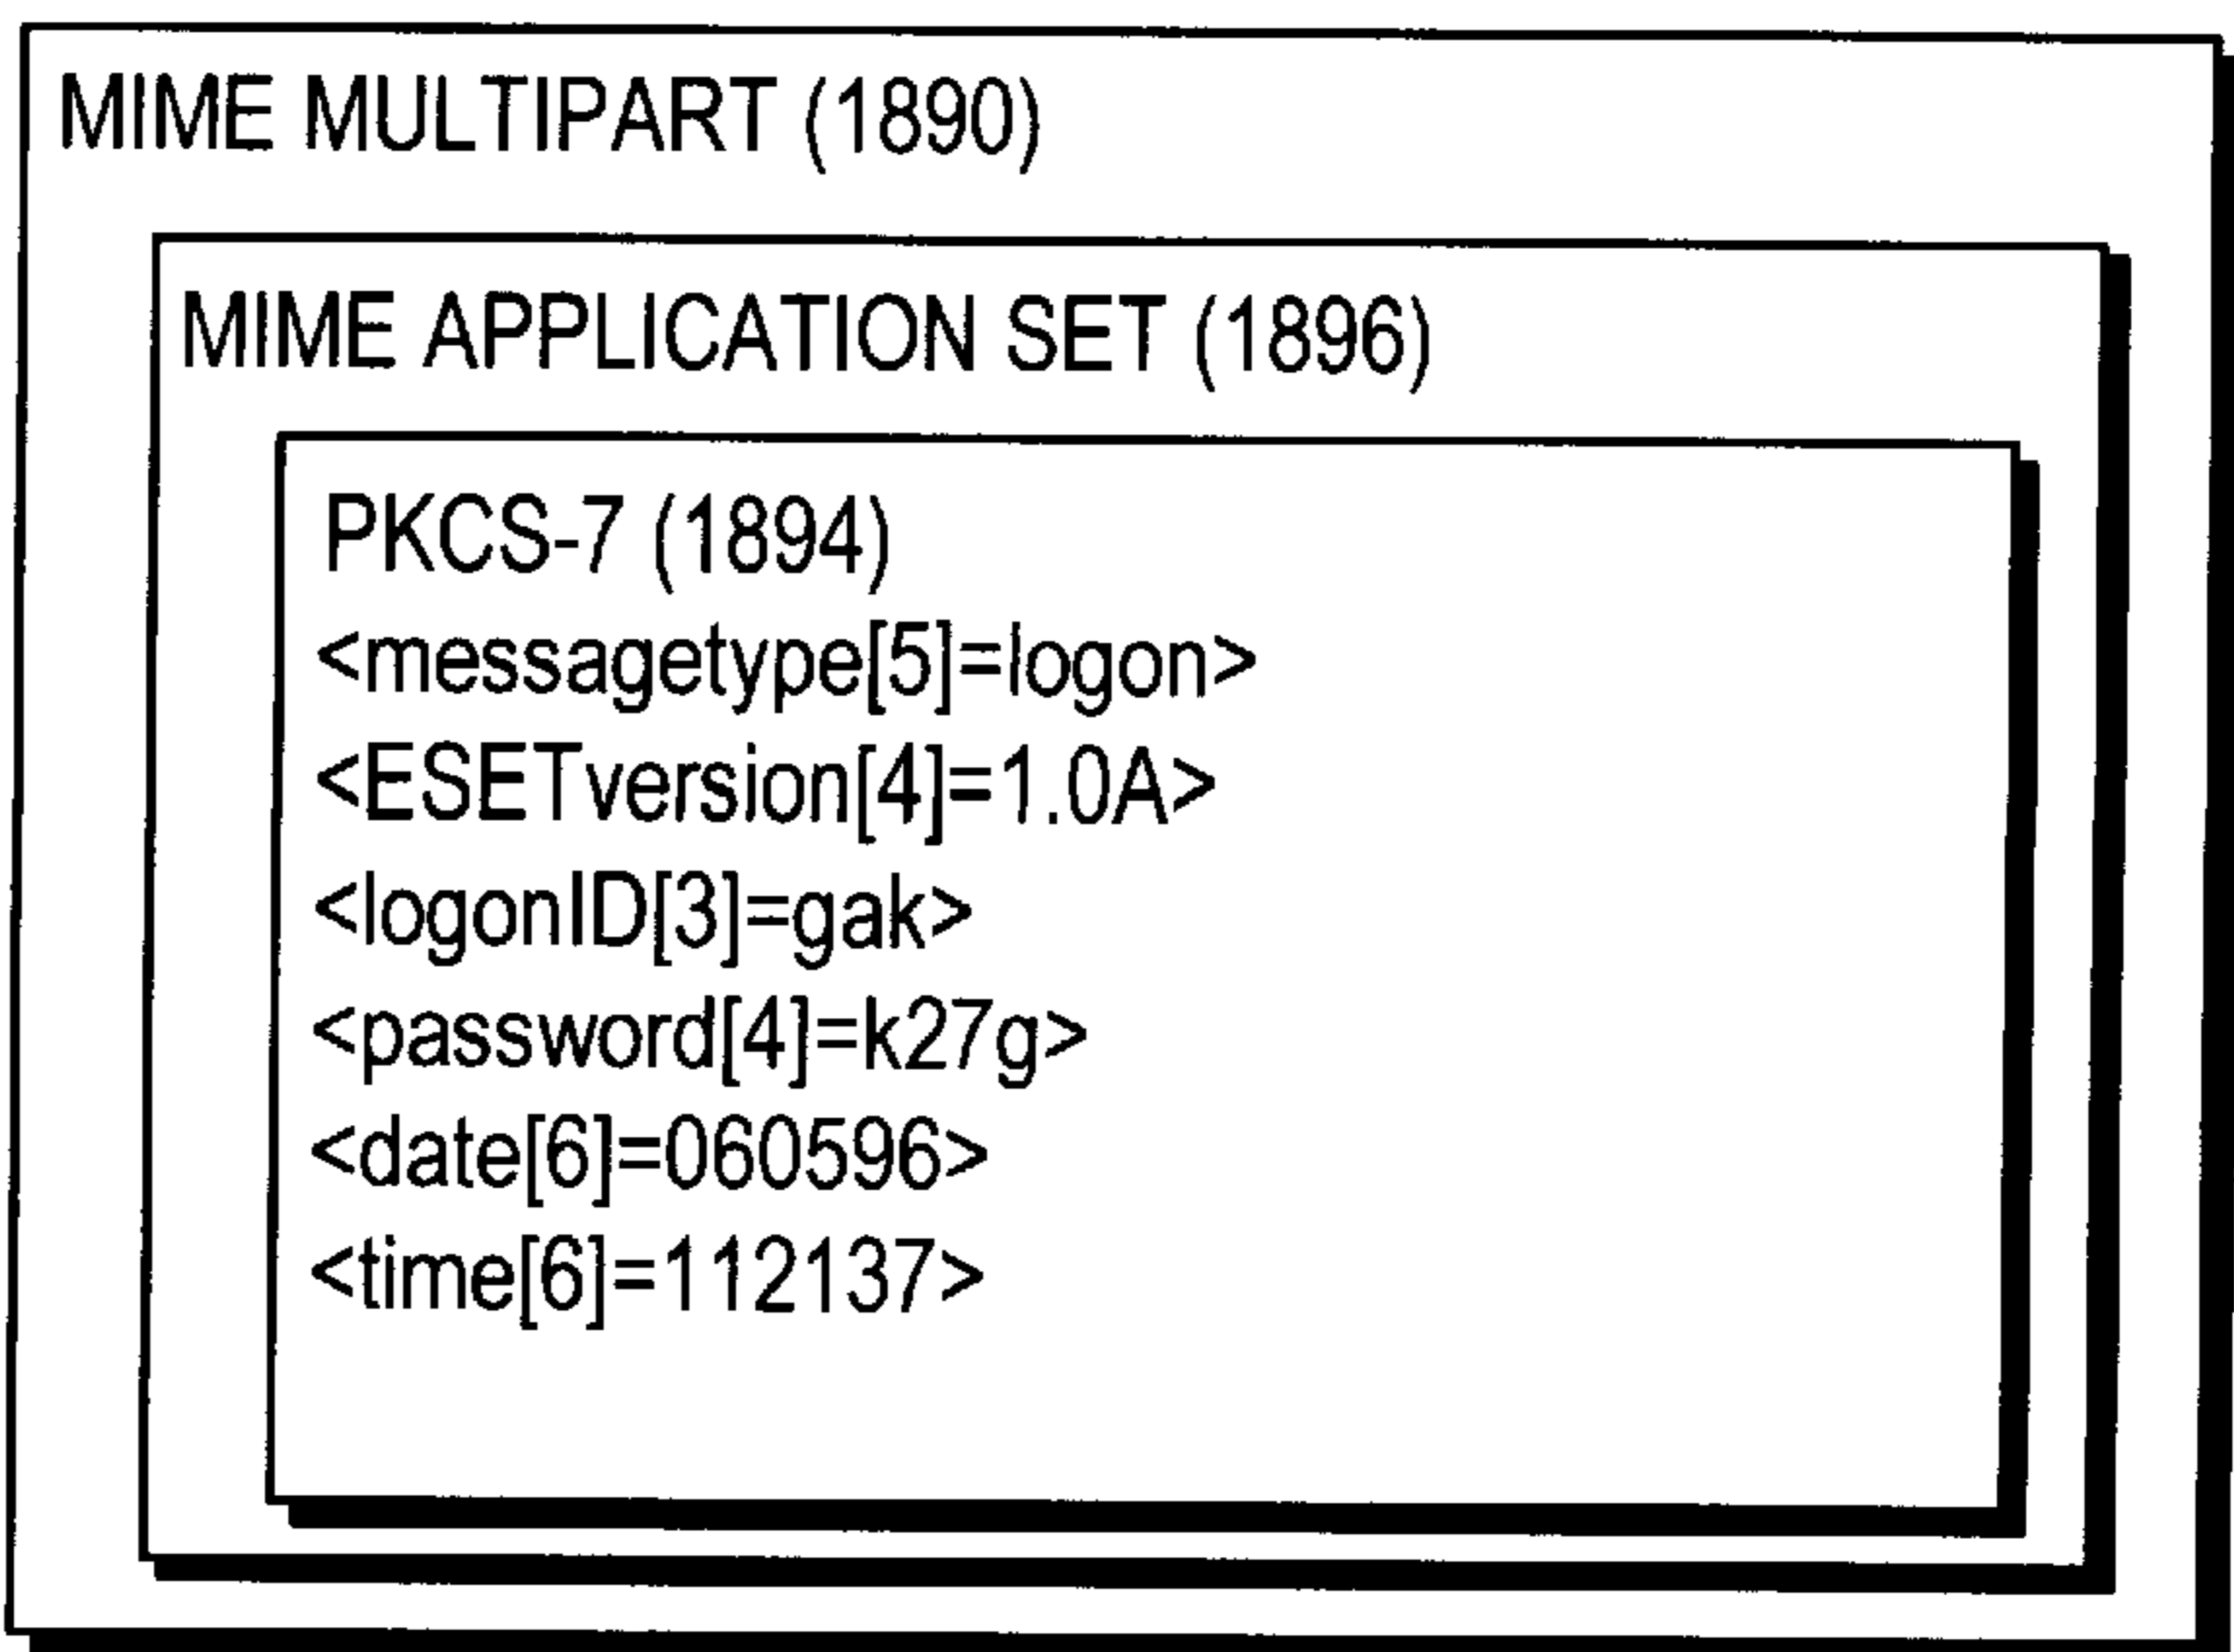 MIME MULTIPART (1890)
MIME APPLICATION SET (1896)
PKCS-7 (1894)
<messagetype[5]=logon>
<ESETversion[4]=1.0A>
<logonID[3]=gak>
<password[4]=k27g>
<date[6]=060596>
<time[6]=112137>